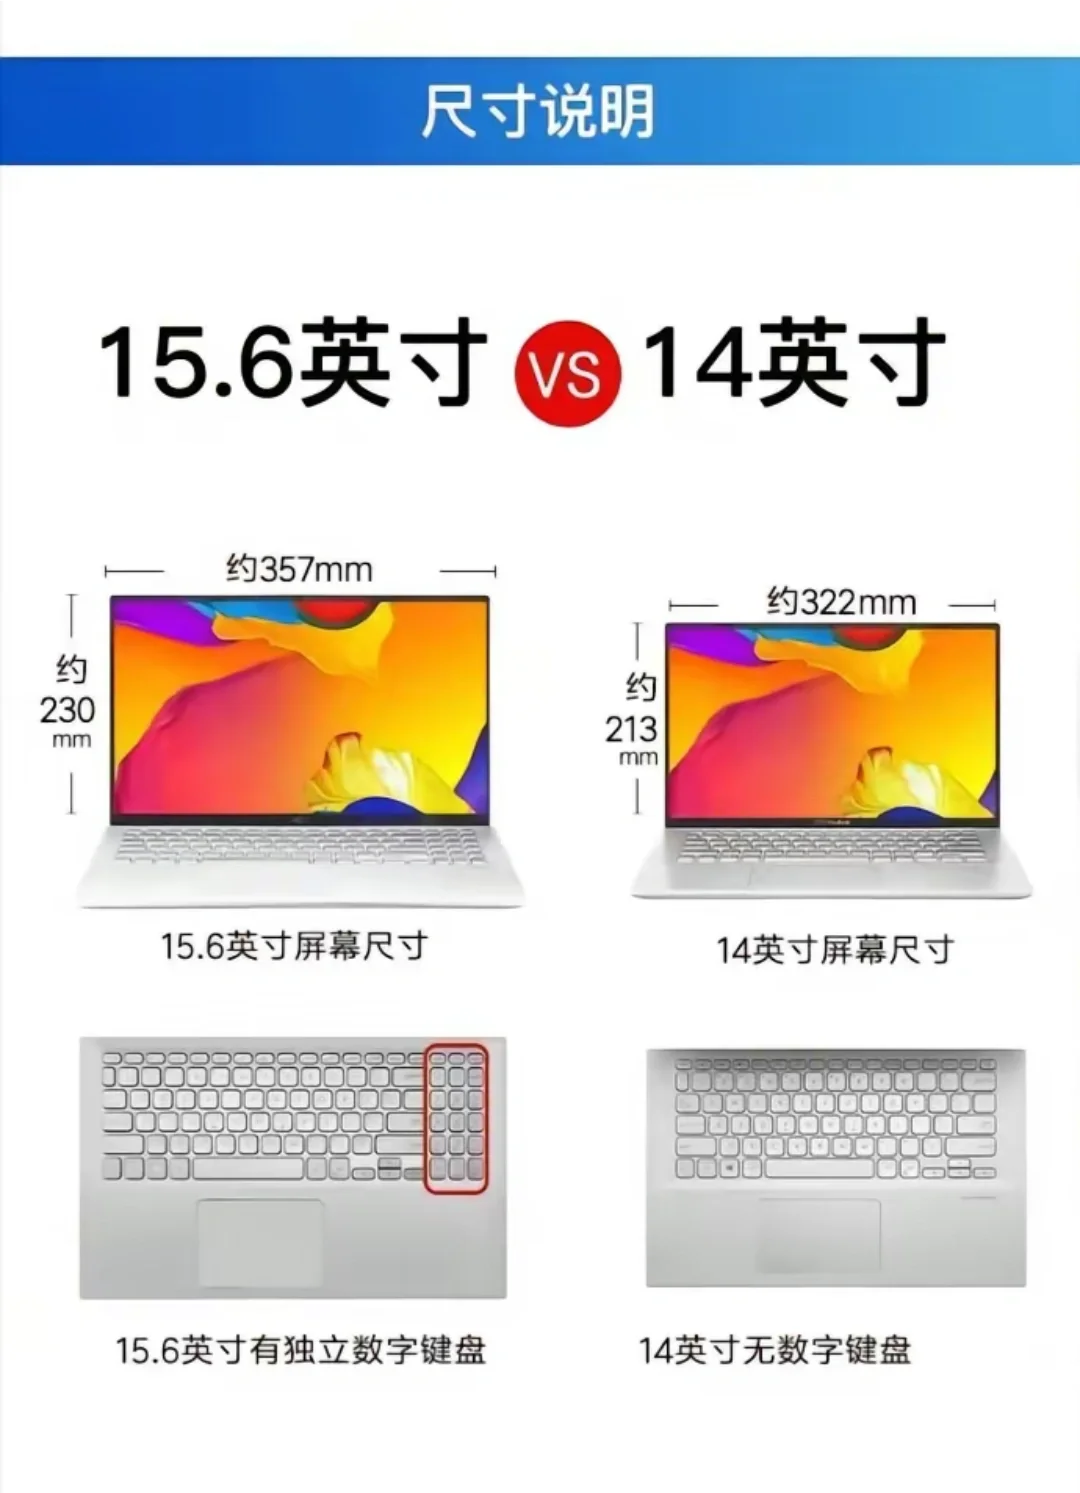 尺寸说明
15.6英寸 VS 14英寸
约357mm
约
230
mm
约322mm
约
213
mm
15.6英寸屏幕尺寸
14英寸屏幕尺寸
15.6英寸有独立数字键盘
14英寸无数字键盘